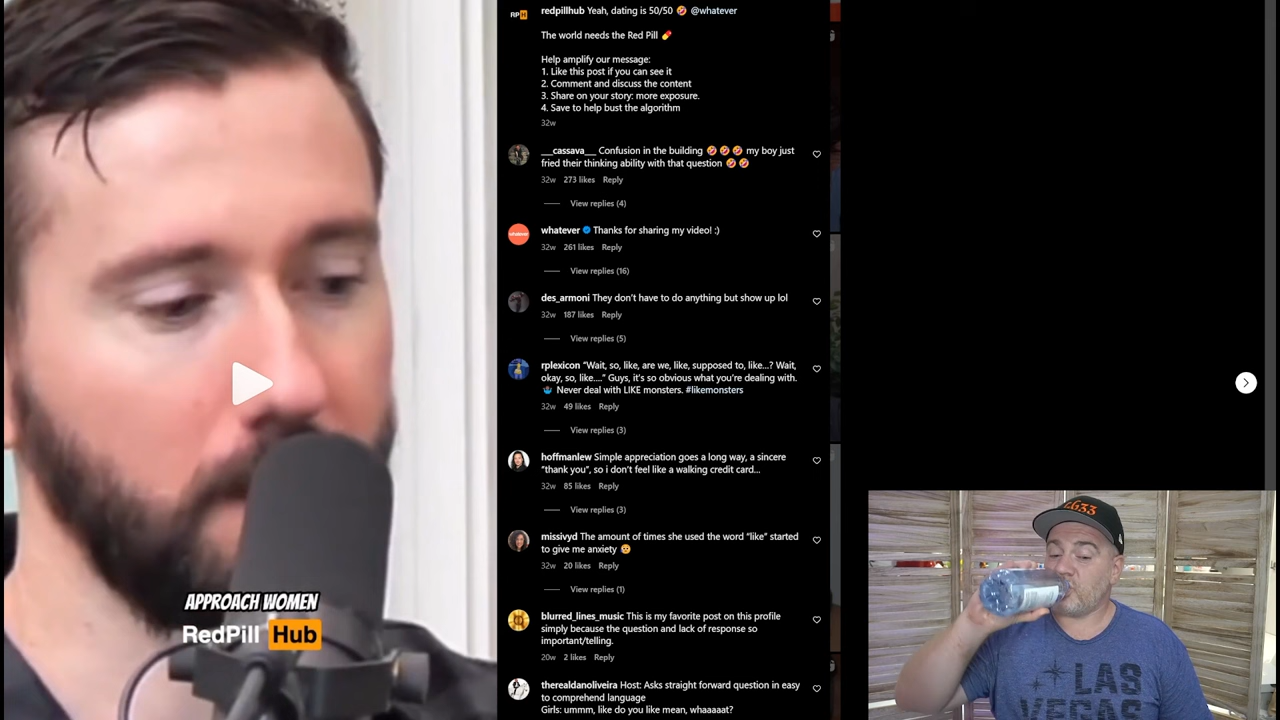 APPROACH WOMEN
RedPill Hub
RP H
redpillhub Yeah, dating is 50/50 🤣 @whatever
The world needs the Red Pill 💊
Help amplify our message:
1. Like this post if you can see it
2. Comment and discuss the content
3. Share on your story: more exposure.
4. Save to help bust the algorithm
32w
__cassava__ Confusion in the building 🤣🤣🤣 my boy just
fried their thinking ability with that question 🤣🤣
32w 273 likes Reply
View replies (4)
whatever Thanks for sharing my video! :)
32w 261 likes Reply
View replies (16)
des_armoni They don't have to do anything but show up lol
32w 187 likes Reply
View replies (5)
rplexicon “Wait, so, like, are we, like, supposed to, like...? Wait,
okay, so, like....” Guys, it's so obvious what you're dealing with.
Never deal with LIKE monsters. #likemonsters
32w 49 likes Reply
View replies (3)
hoffmanlew Simple appreciation goes a long way, a sincere
“thank you”, so i don't feel like a walking credit card...
32w 85 likes Reply
View replies (3)
missivyd The amount of times she used the word “like” started
to give me anxiety
32w 20 likes Reply
View replies (1)
blurred_lines_music This is my favorite post on this profile
simply because the question and lack of response so
important/telling.
20w 2 likes Reply
therealdanoliveira Host: Asks straight forward question in easy
to comprehend language
Girls: ummm, like do you like mean, whaaaaat?
LAS
VEGAS